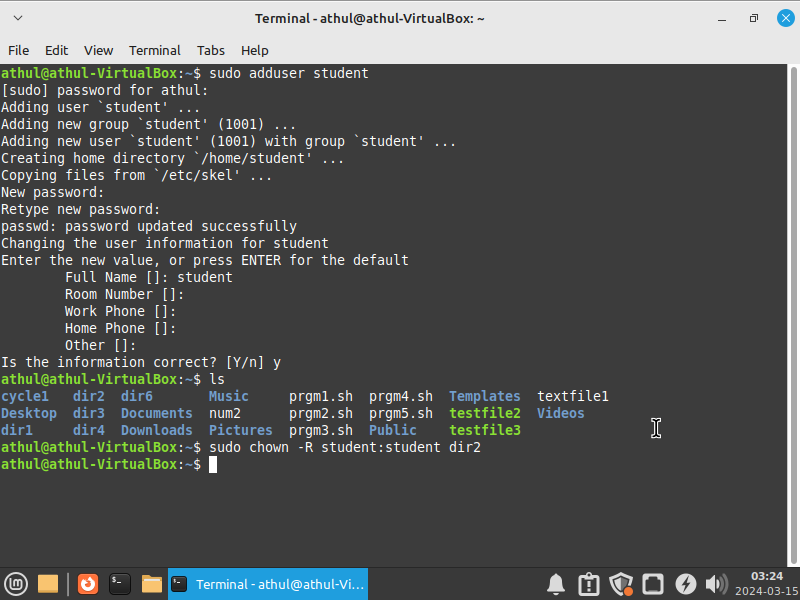 Terminal - athul@athul-VirtualBox: ~
File Edit View Terminal Tabs Help
athul@athul-VirtualBox:~$ sudo adduser student
[sudo] password for athul:
Adding user `student' ...
Adding new group `student' (1001) ...
Adding new user `student' (1001) with group `student' ...
Creating home directory `/home/student' ...
Copying files from `/etc/skel' ...
New password:
Retype new password:
passwd: password updated successfully
Changing the user information for student
Enter the new value, or press ENTER for the default
        Full Name []: student
        Room Number []:
        Work Phone []:
        Home Phone []:
        Other []:
Is the information correct? [Y/n] y
athul@athul-VirtualBox:~$ ls
cycle1   dir2  dir6       Music     prgm1.sh  prgm4.sh  Templates  textfile1
Desktop  dir3  Documents  num2      prgm2.sh  prgm5.sh  testfile2  Videos
dir1     dir4  Downloads  Pictures  prgm3.sh  Public    testfile3
athul@athul-VirtualBox:~$ sudo chown -R student:student dir2
athul@athul-VirtualBox:~$
Terminal - athul@athul-Vi...
03:24
2024-03-15